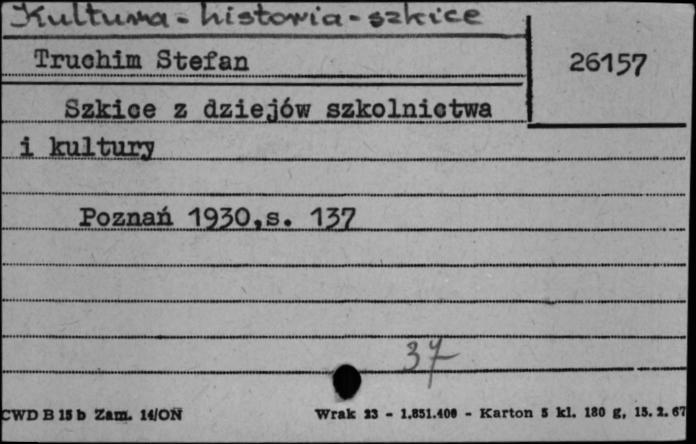 Kultura - historia - szkice
Truchim Stefan
26157
Szkice z dziejów szkolnictwa
i kultury
Poznań 1930,s. 137
37
CWD B 15 b Zam. 14/ON
Wrak 23 - 1.851.400 - Karton 5 kl. 180 g, 15. 2. 67